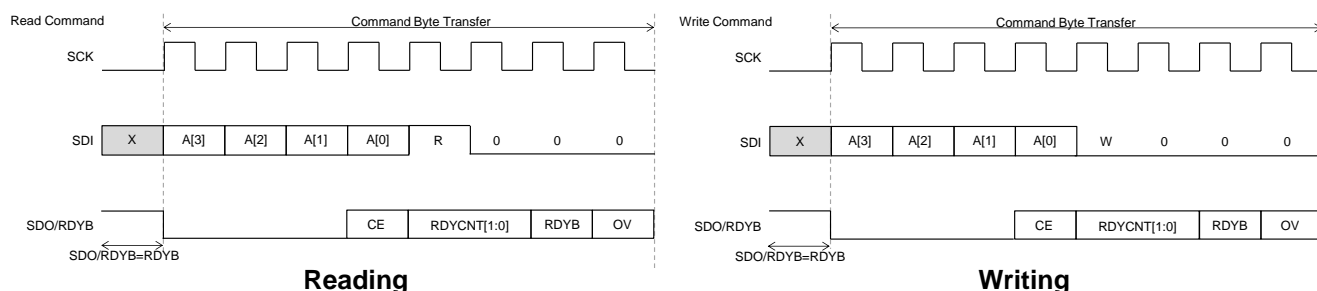 Read Command Command Byte Transfer
SCK
SDI X A[3] A[2] A[1] A[0] R 0 0 0
SDO/RDYB CE RDYCNT[1:0] RDYB OV
SDO/RDYB=RDYB
Reading
Write Command Command Byte Transfer
SCK
SDI X A[3] A[2] A[1] A[0] W 0 0 0
SDO/RDYB CE RDYCNT[1:0] RDYB OV
SDO/RDYB=RDYB
Writing